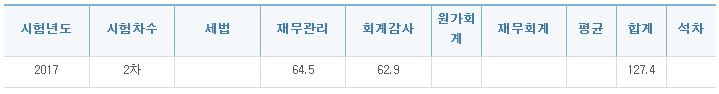 시험년도 시험차수 세법 재무관리 회계감사 원가회계 재무회계 평균 합계 석차
2017 2차 64.5 62.9 127.4